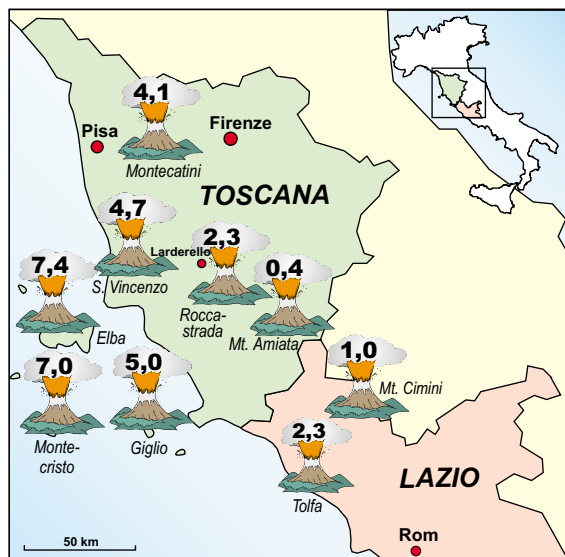 4,1
Pisa
Firenze
Montecatini
TOSCANA
4,7
2,3
Larderello
7,4
0,4
S. Vincenzo
Rocca-
strada
Mt. Amiata
Elba
7,0
5,0
1,0
Mt. Cimini
Monte-
cristo
Giglio
2,3
LAZIO
Tolfa
Rom
50 km